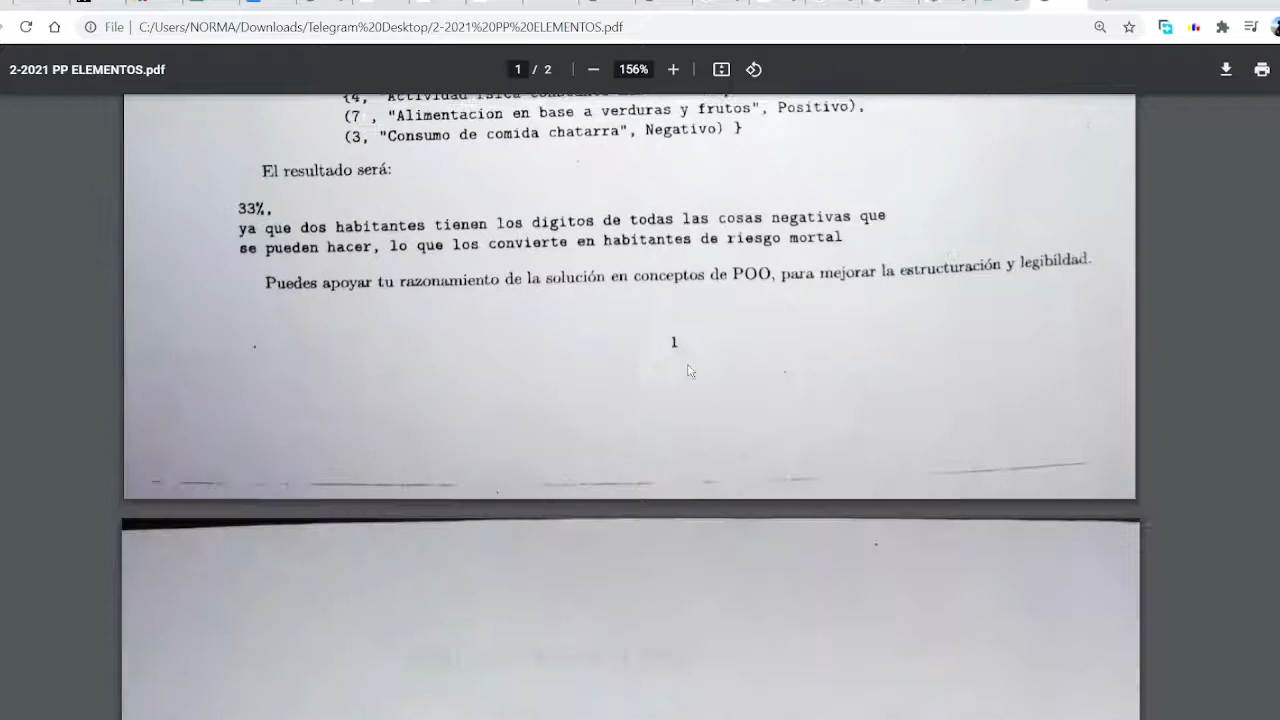 File | C:/Users/NORMA/Downloads/Telegram%20Desktop/2-2021%20PP%20ELEMENTOS.pdf
2-2021 PP ELEMENTOS.pdf
1 / 2
156%
(4, "Actividad
(7 , "Alimentacion en base a verduras y frutos", Positivo),
(3, "Consumo de comida chatarra", Negativo) }
El resultado será:
33%,
ya que dos habitantes tienen los digitos de todas las cosas negativas que
se pueden hacer, lo que los convierte en habitantes de riesgo mortal
Puedes apoyar tu razonamiento de la solución en conceptos de POO, para mejorar la estructuración y legibildad.
1